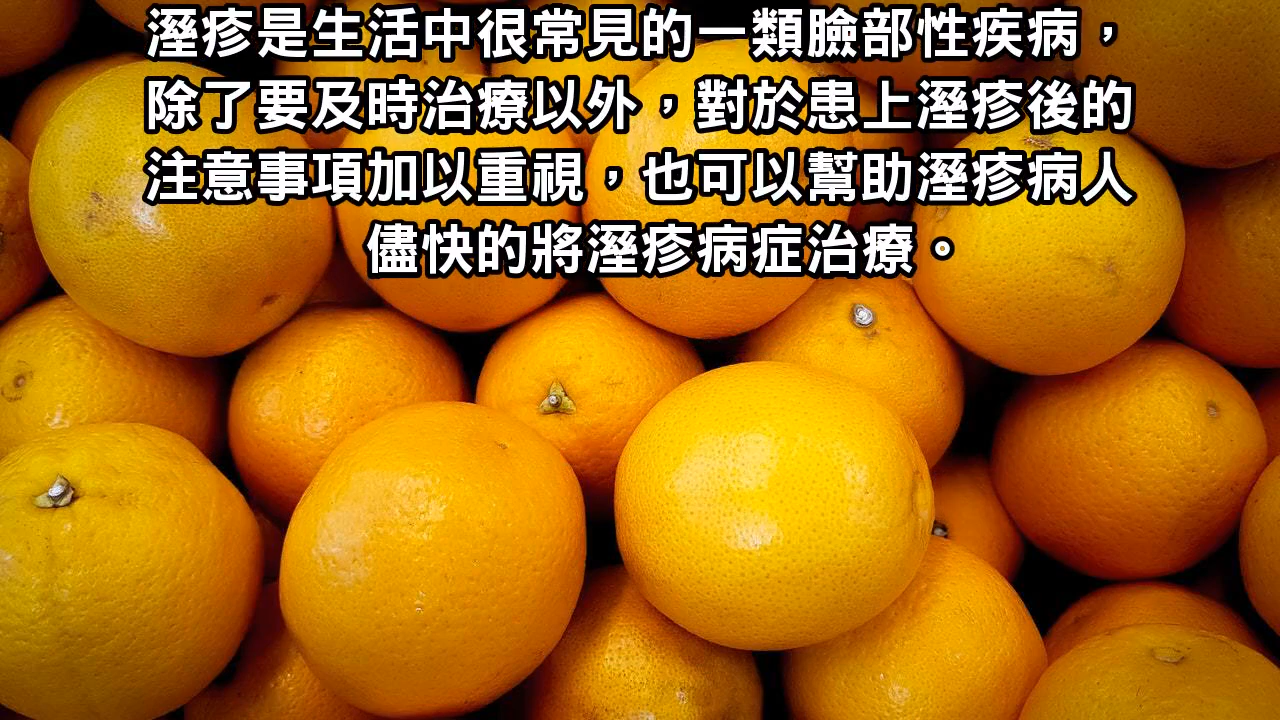 溼疹是生活中很常見的一類臉部性疾病，
除了要及時治療以外，對於患上溼疹後的
注意事項加以重視，也可以幫助溼疹病人
儘快的將溼疹病症治療。